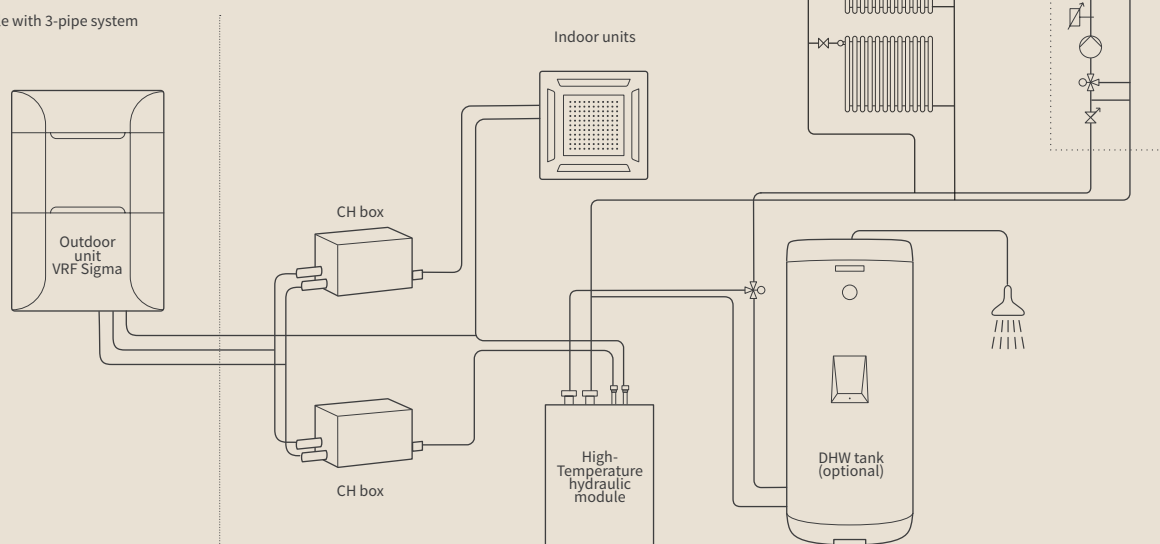 with 3-pipe system
Indoor units
CH box
Outdoor
unit
VRF Sigma
High-
Temperature
hydraulic
module
DHW tank
(optional)
CH box